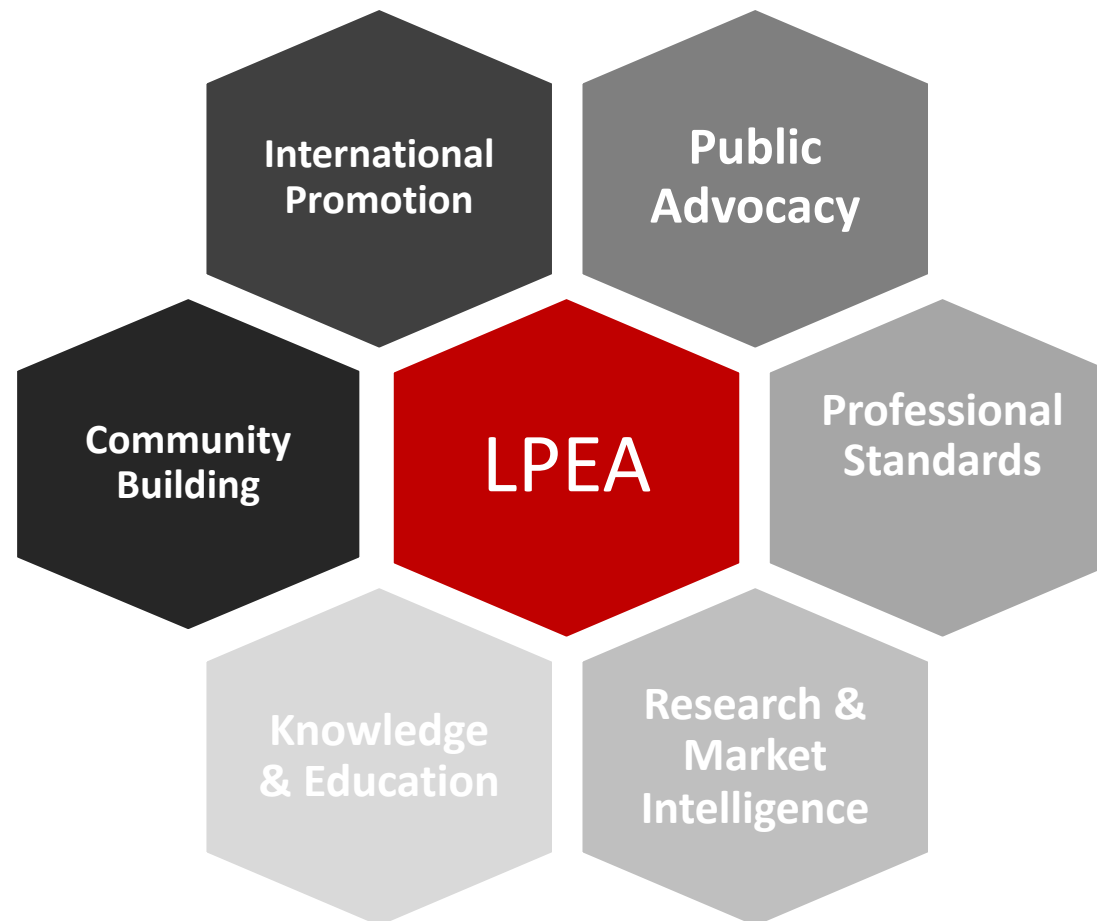 International
Promotion
Public
Advocacy
Community
Building
LPEA
Professional
Standards
Knowledge
& Education
Research &
Market
Intelligence